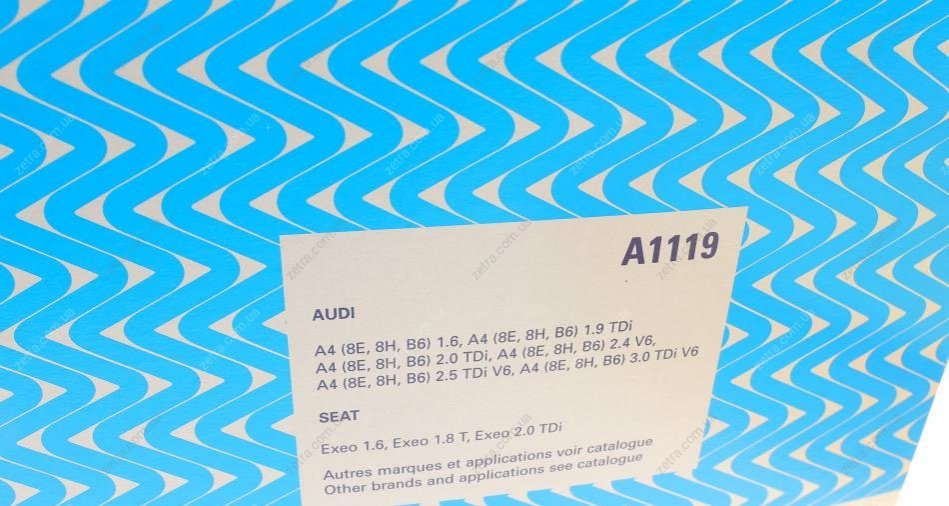 A1119
AUDI
A4 (8E, 8H, B6) 1.6, A4 (8E, 8H, B6) 1.9 TDi
A4 (8E, 8H, B6) 2.0 TDi, A4 (8E, 8H, B6) 2.4 V6,
A4 (8E, 8H, B6) 2.5 TDi V6, A4 (8E, 8H, B6) 3.0 TDi V6
SEAT
Exeo 1.6, Exeo 1.8 T, Exeo 2.0 TDi
Autres marques et applications voir catalogue
Other brands and applications see catalogue
zetra.com.ua